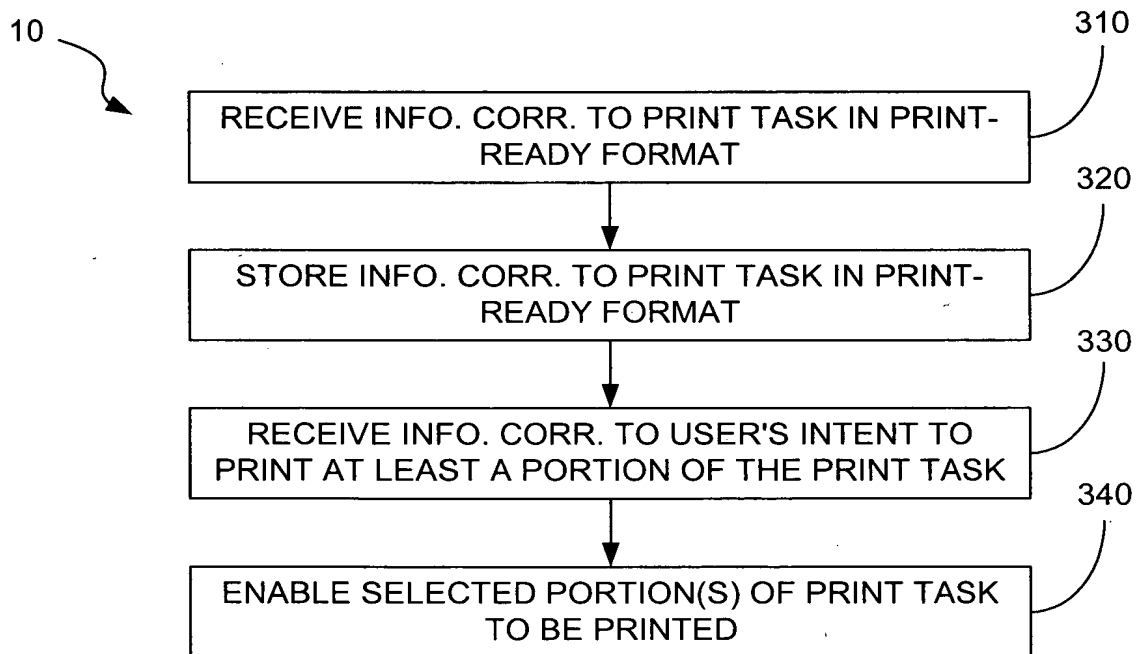 10
310
RECEIVE INFO. CORR. TO PRINT TASK IN PRINT-
READY FORMAT
320
STORE INFO. CORR. TO PRINT TASK IN PRINT-
READY FORMAT
330
RECEIVE INFO. CORR. TO USER'S INTENT TO
PRINT AT LEAST A PORTION OF THE PRINT TASK
340
ENABLE SELECTED PORTION(S) OF PRINT TASK
TO BE PRINTED